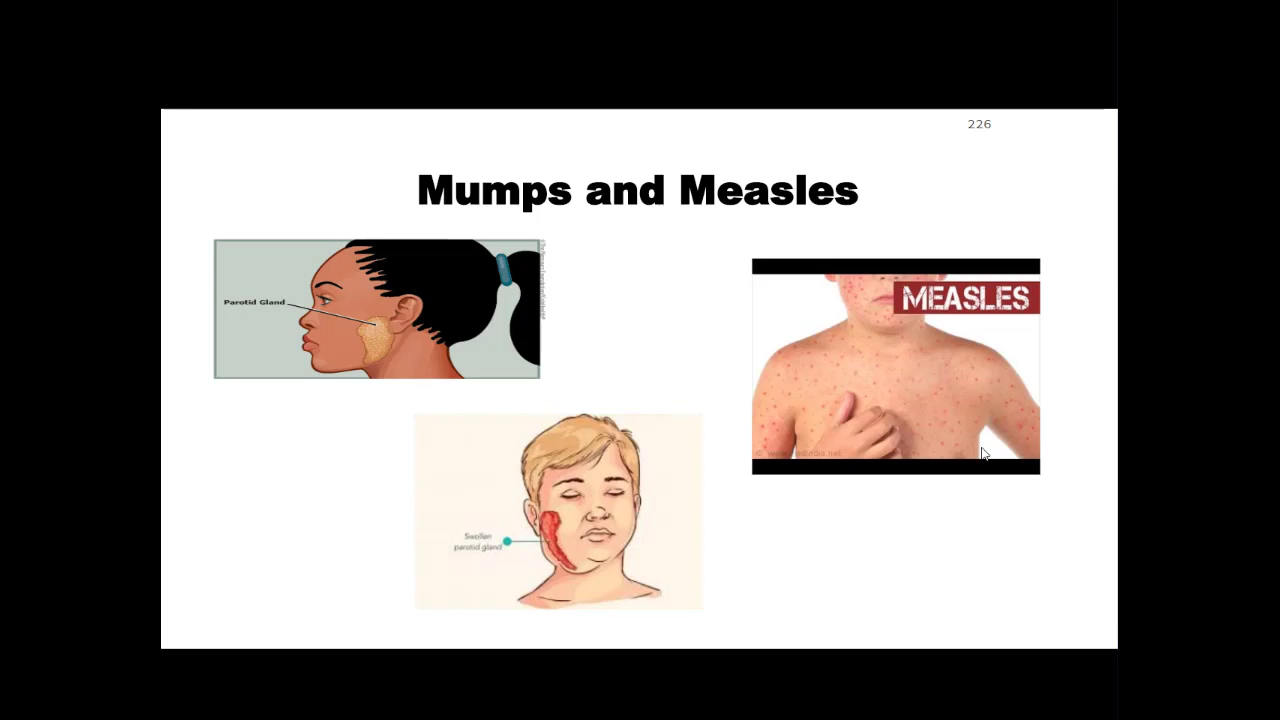 226
Mumps and Measles
Parotid Gland
MEASLES
Swollen
parotid gland